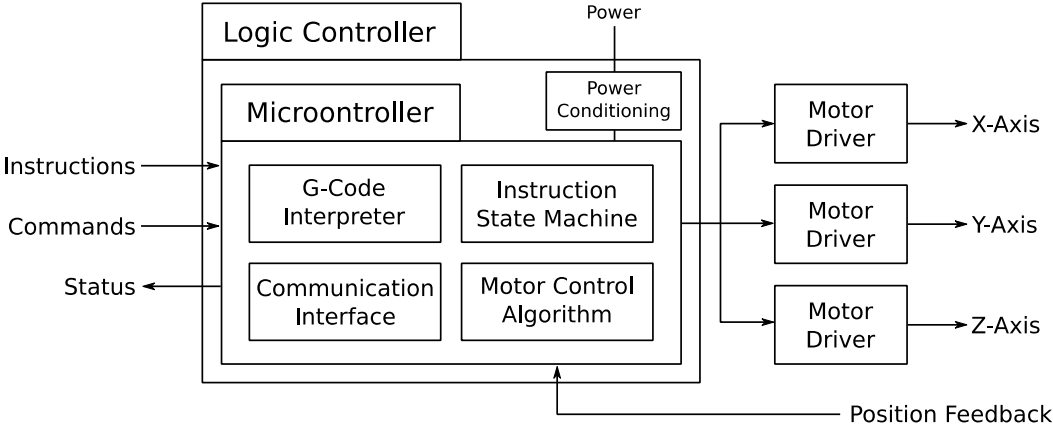 Power
Logic Controller
Power
Conditioning
Microontroller
Motor
Driver
X-Axis
Instructions
G-Code
Interpreter
Instruction
State Machine
Commands
Motor
Driver
Y-Axis
Status
Communication
Interface
Motor Control
Algorithm
Motor
Driver
Z-Axis
Position Feedback